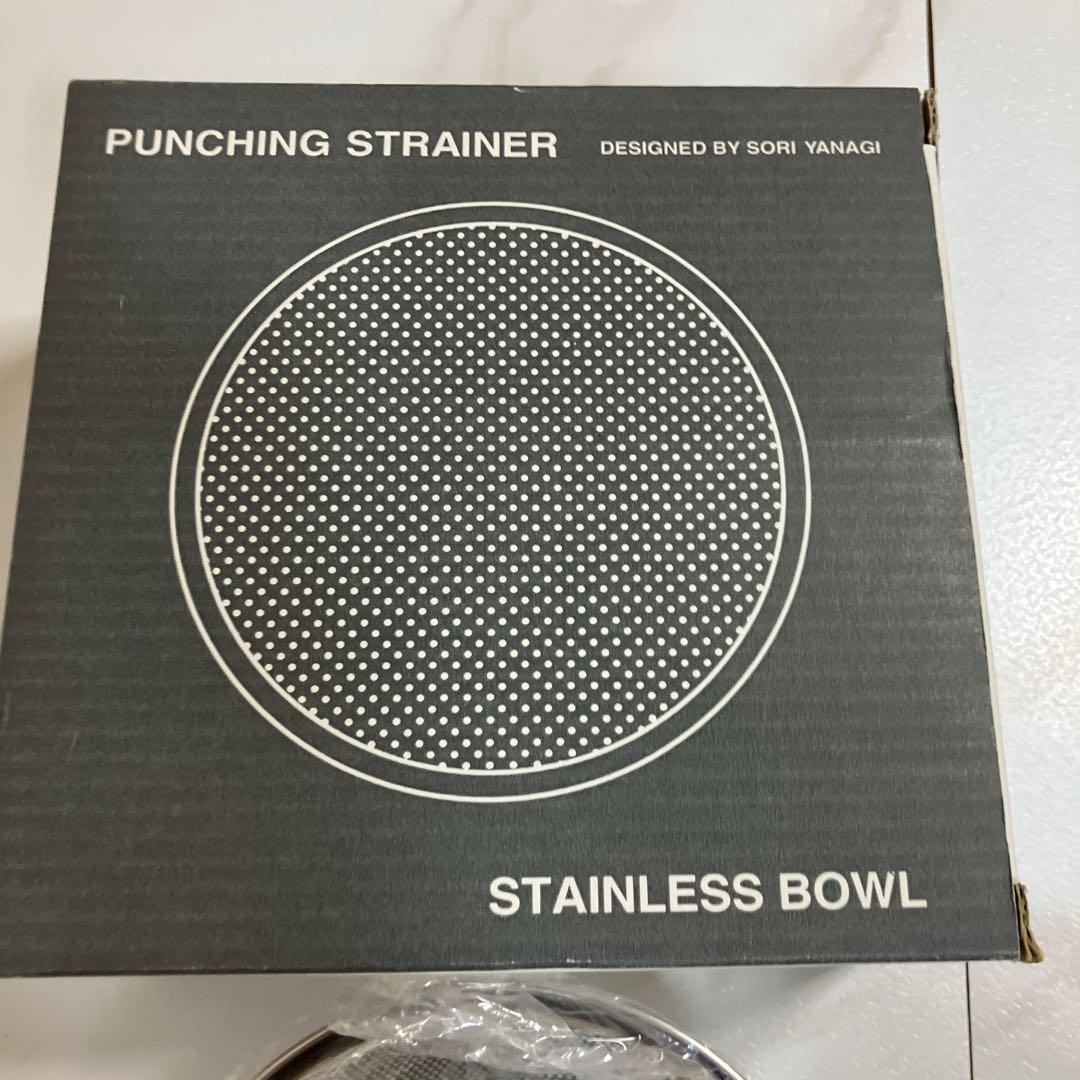 PUNCHING STRAINER DESIGNED BY SORI YANAGI
STAINLESS BOWL